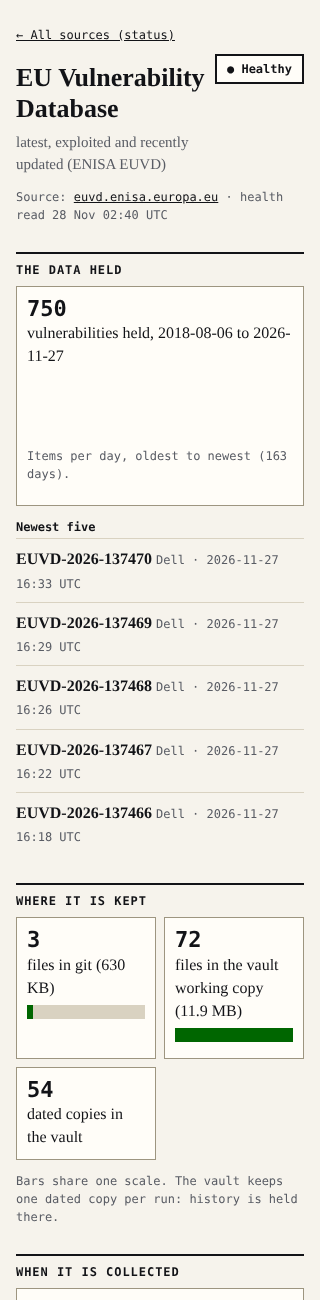 ← All sources (status)
EU Vulnerability
Database
● Healthy
latest, exploited and recently
updated (ENISA EUVD)
Source: euvd.enisa.europa.eu · health
read 28 Nov 02:40 UTC
THE DATA HELD
750
vulnerabilities held, 2018-08-06 to 2026-
11-27
Items per day, oldest to newest (163
days).
Newest five
EUVD-2026-137470 Dell · 2026-11-27
16:33 UTC
EUVD-2026-137469 Dell · 2026-11-27
16:29 UTC
EUVD-2026-137468 Dell · 2026-11-27
16:26 UTC
EUVD-2026-137467 Dell · 2026-11-27
16:22 UTC
EUVD-2026-137466 Dell · 2026-11-27
16:18 UTC
WHERE IT IS KEPT
3
files in git (630
KB)
72
files in the vault
working copy
(11.9 MB)
54
dated copies in
the vault
Bars share one scale. The vault keeps
one dated copy per run: history is held
there.
WHEN IT IS COLLECTED